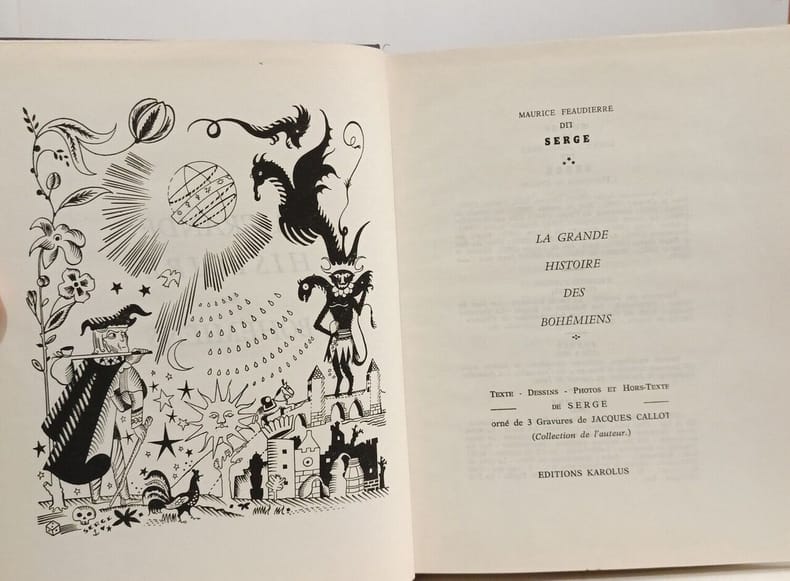 MAURICE FEAUDIERRE
DIT
SERGE
LA GRANDE
HISTOIRE
DES
BOHÉMIENS
TEXTE - DESSINS - PHOTOS ET HORS-TEXTE
DE SERGE
orné de 3 Gravures de JACQUES CALLOT
(Collection de l'auteur.)
EDITIONS KAROLUS